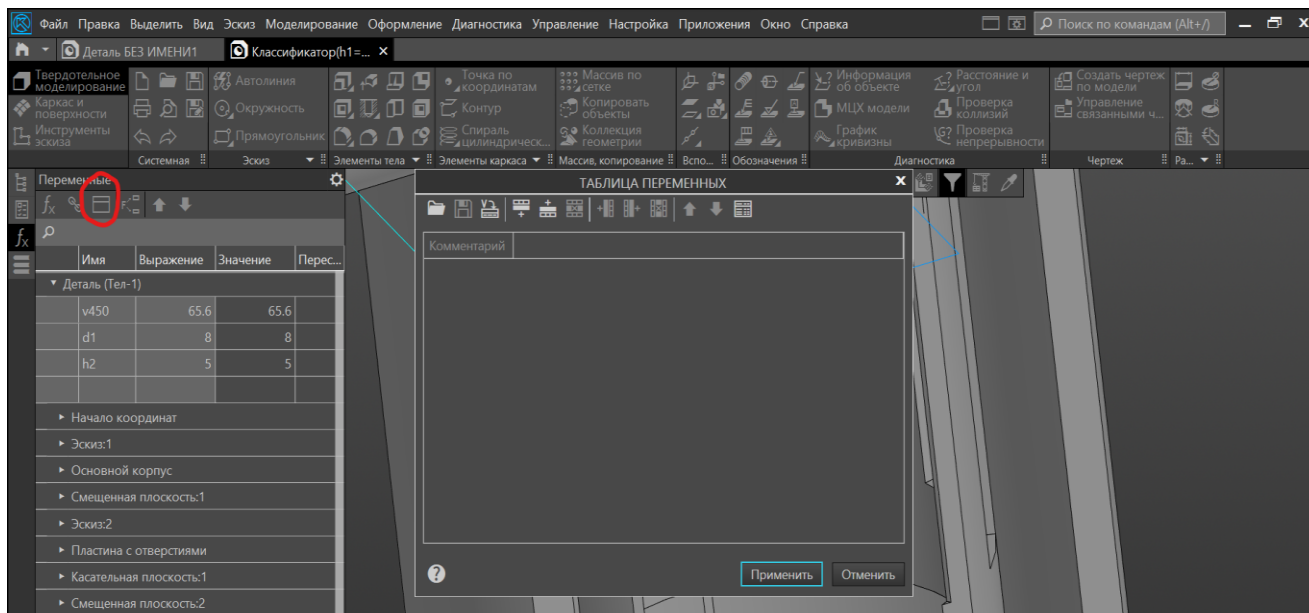 Файл Правка Выделить Вид Эскиз Моделирование Оформление Диагностика Управление Настройка Приложения Окно Справка
Поиск по командам (Alt+/)
Деталь БЕЗ ИМЕНИ1
Классификатор(h1=...
Твердотельное моделирование
Каркас и поверхности
Инструменты эскиза
Системная
Автолиния
Окружность
Прямоугольник
Эскиз
Элементы тела
Точка по координатам
Контур
Спираль цилиндрическ...
Элементы каркаса
Массив по сетке
Копировать объекты
Коллекция геометрии
Массив, копирование
Вспо...
Обозначения
Информация об объекте
МЦХ модели
График кривизны
Расстояние и угол
Проверка коллизий
Проверка непрерывности
Диагностика
Создать чертеж по модели
Управление связанными ч...
Чертеж
Ра...
Переменные
Имя Выражение Значение Перес...
Деталь (Тел-1)
v450 65.6 65.6
d1 8 8
h2 5 5
Начало координат
Эскиз:1
Основной корпус
Смещенная плоскость:1
Эскиз:2
Пластина с отверстиями
Касательная плоскость:1
Смещенная плоскость:2
ТАБЛИЦА ПЕРЕМЕННЫХ
Комментарий
Применить Отменить